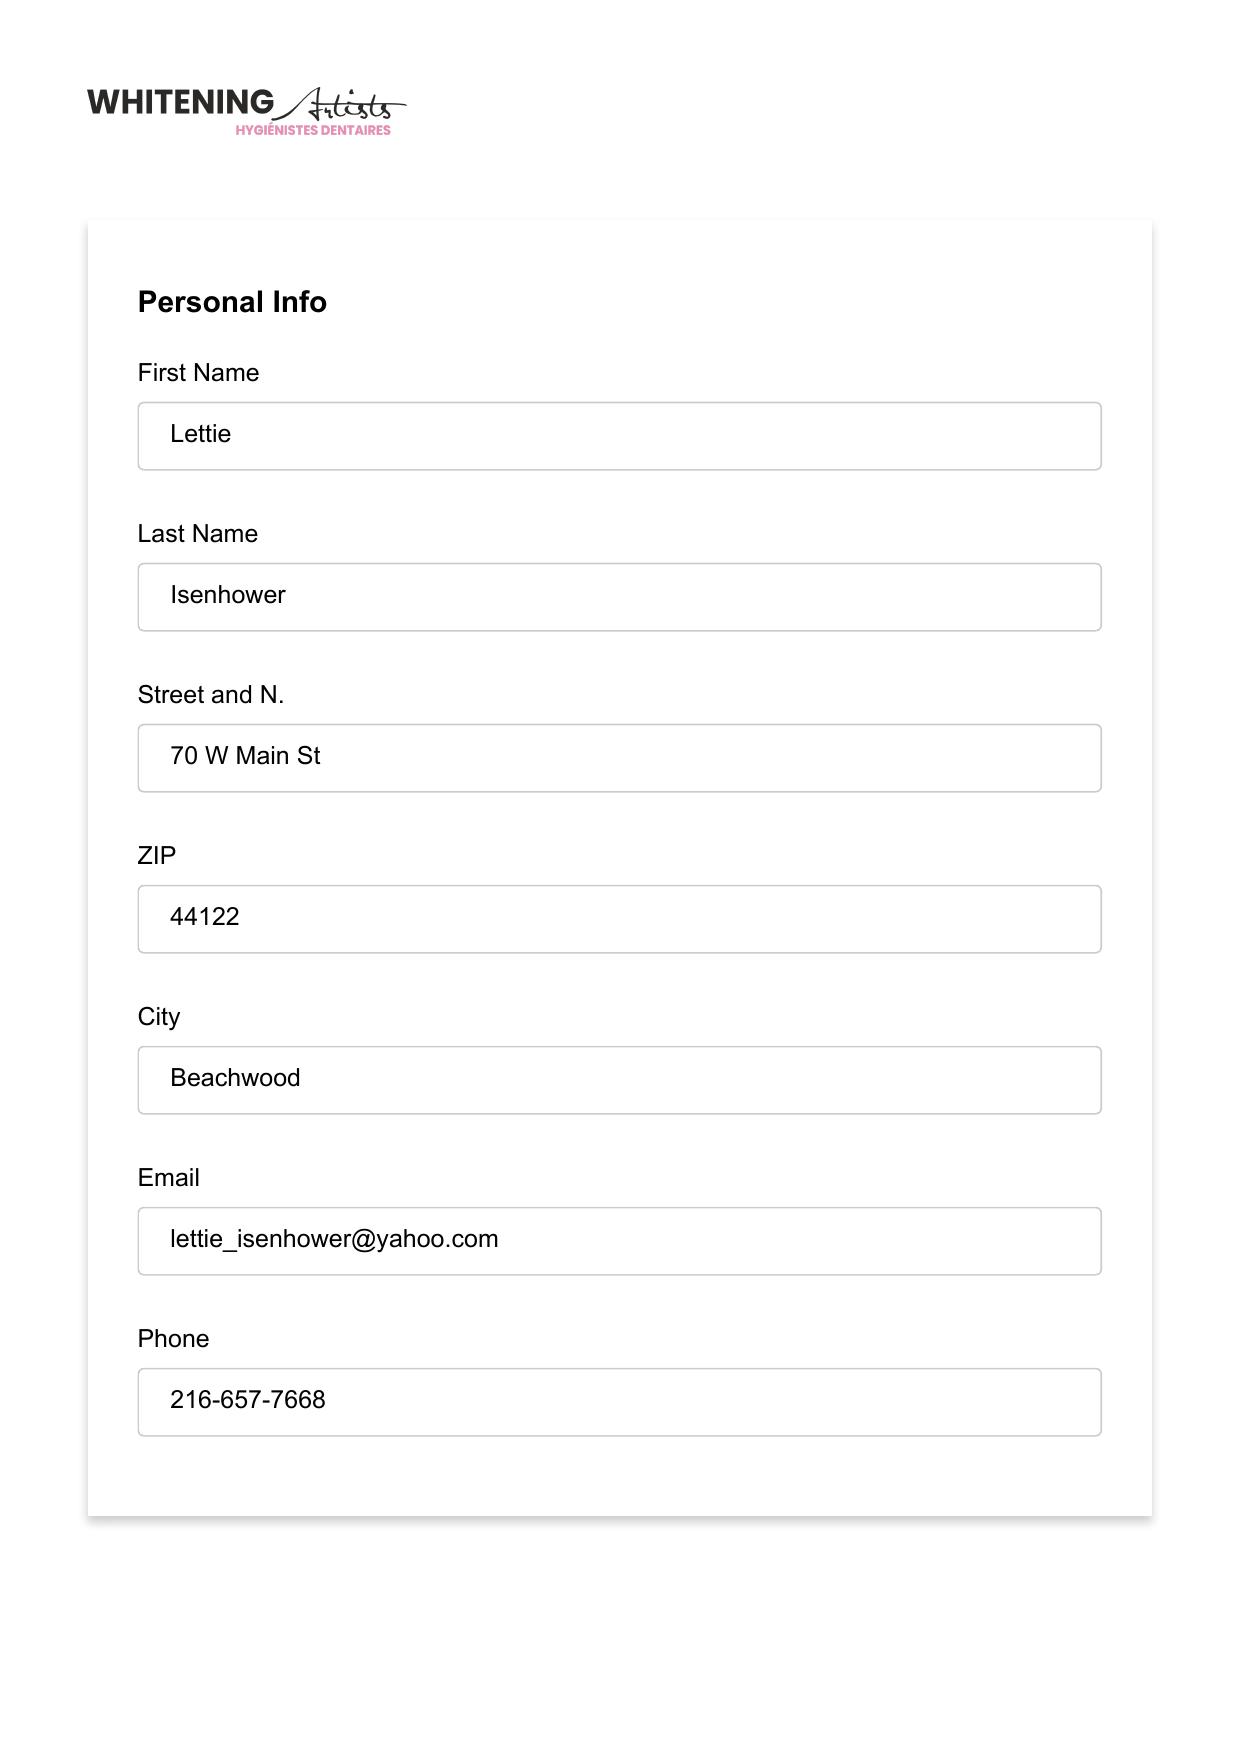 WHITENING Artists
HYGIÉNISTES DENTAIRES
Personal Info
First Name
Lettie
Last Name
Isenhower
Street and N.
70 W Main St
ZIP
44122
City
Beachwood
Email
lettie_isenhower@yahoo.com
Phone
216-657-7668